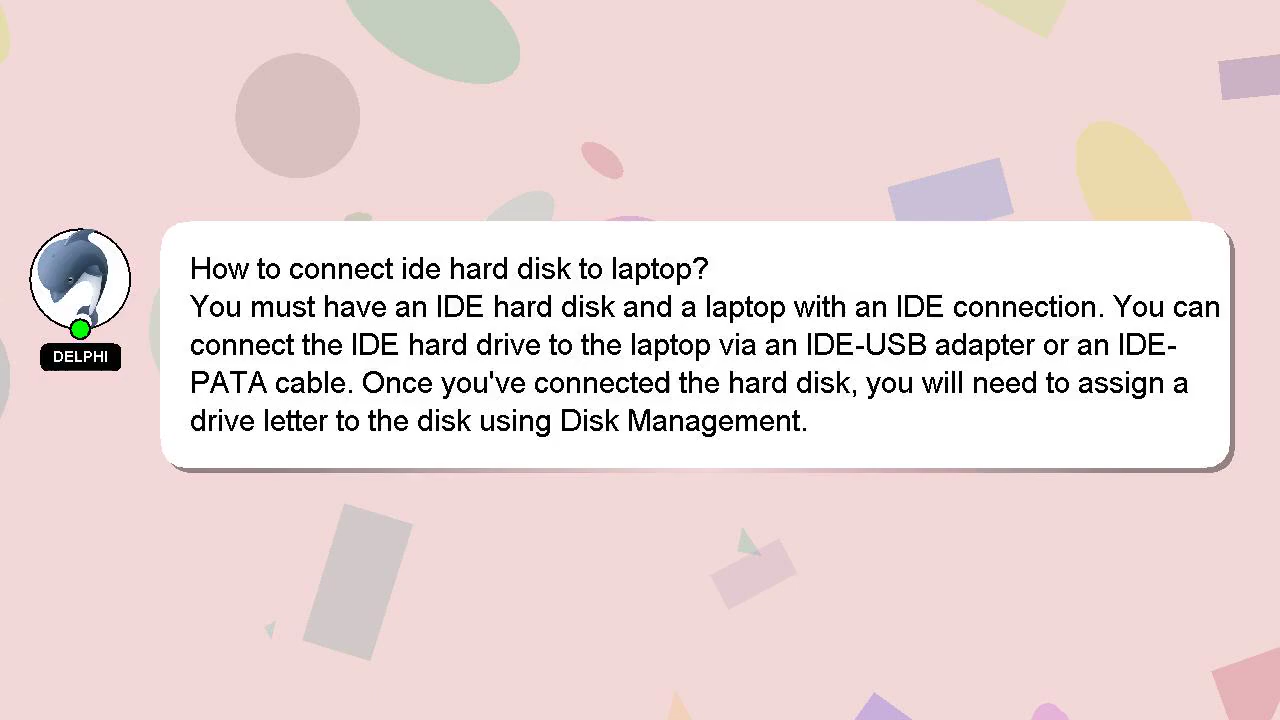 How to connect ide hard disk to laptop?
You must have an IDE hard disk and a laptop with an IDE connection. You can
connect the IDE hard drive to the laptop via an IDE-USB adapter or an IDE-
PATA cable. Once you've connected the hard disk, you will need to assign a
drive letter to the disk using Disk Management.
DELPHI